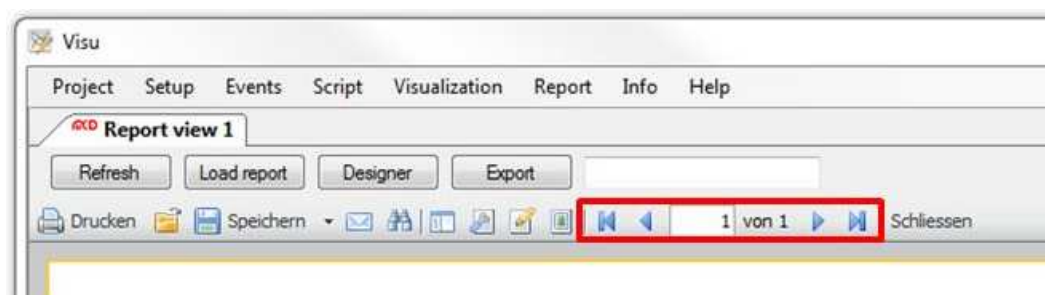 Visu
Project Setup Events Script Visualization Report Info Help
ACD Report view 1
Refresh Load report Designer Export
Drucken Speichern 1 von 1 Schliessen